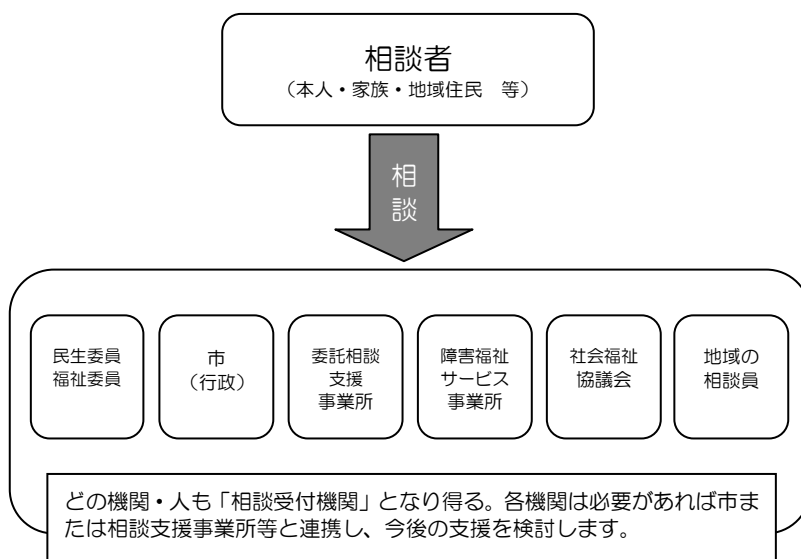 相談者
（本人・家族・地域住民　等）
相
談
民生委員
福祉委員
市
（行政）
委託相談
支援
事業所
障害福祉
サービス
事業所
社会福祉
協議会
地域の
相談員
どの機関・人も「相談受付機関」となり得る。各機関は必要があれば市ま
たは相談支援事業所等と連携し、今後の支援を検討します。